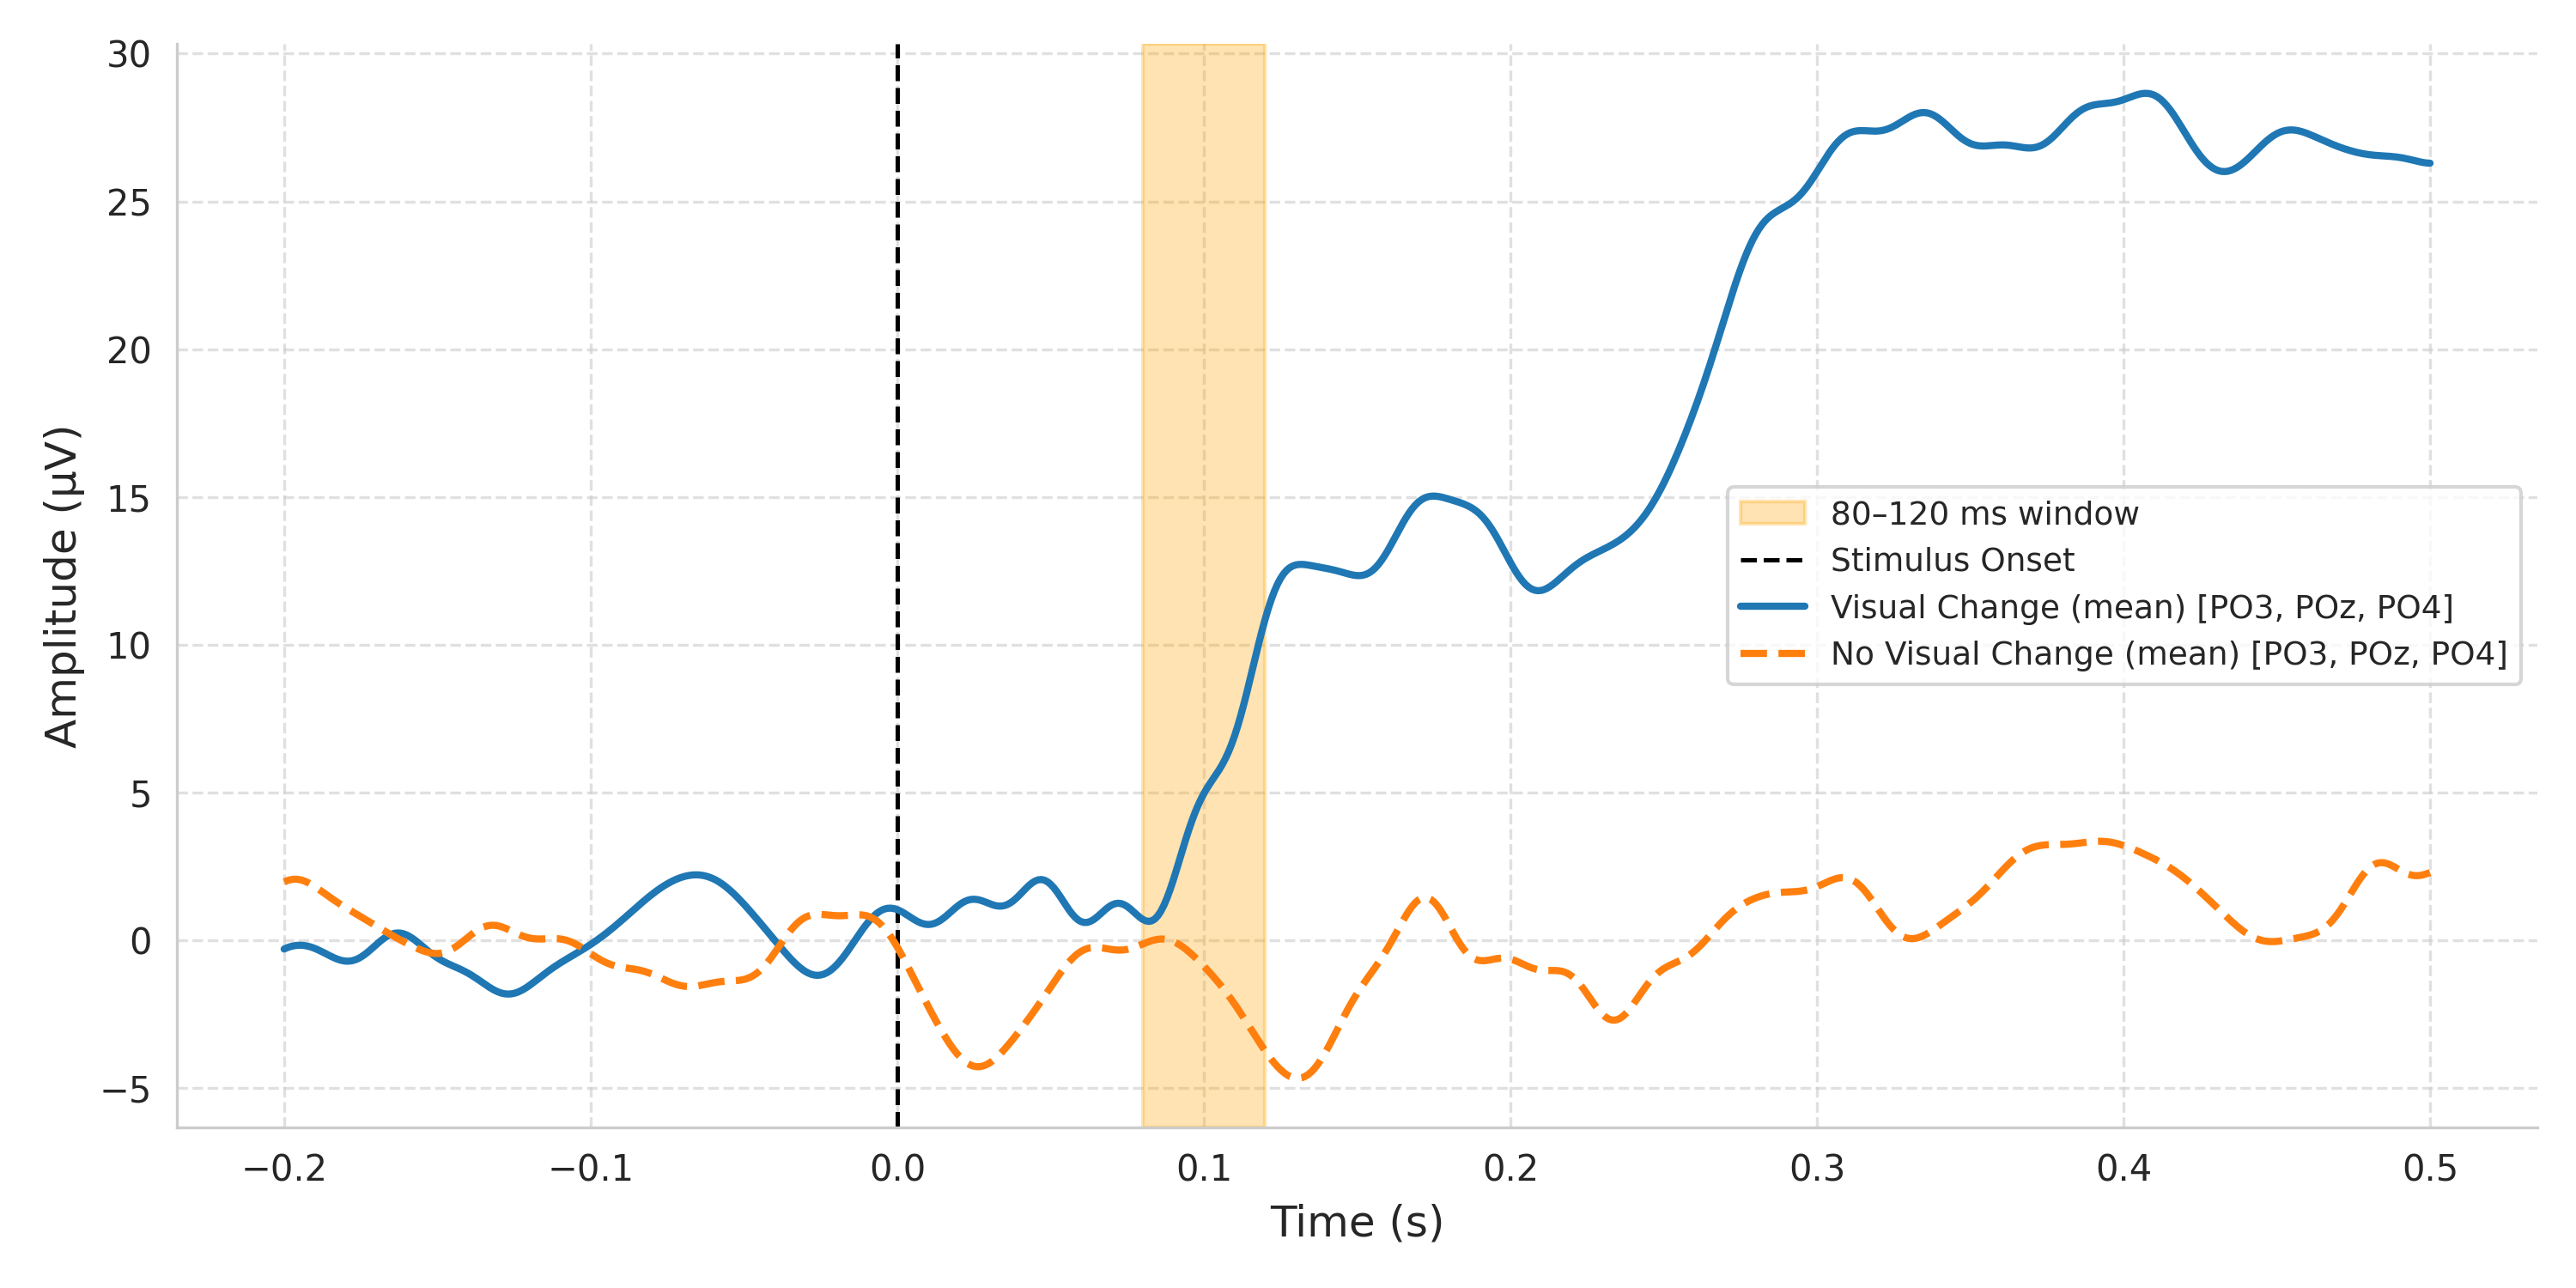 30
25
20
15
10
5
0
−5
Amplitude (μV)
80–120 ms window
Stimulus Onset
Visual Change (mean) [PO3, POz, PO4]
No Visual Change (mean) [PO3, POz, PO4]
−0.2 −0.1 0.0 0.1 0.2 0.3 0.4 0.5
Time (s)